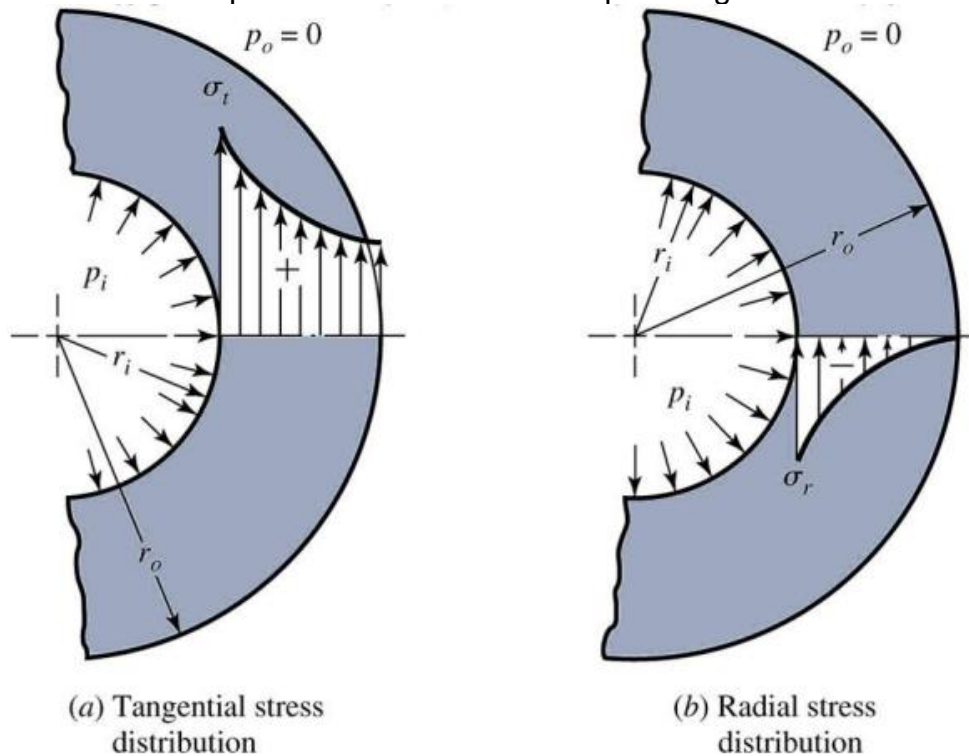 p_o = 0
σ_t
p_i
r_i
r_o
+
(a) Tangential stress
distribution
p_o = 0
r_i
r_o
p_i
−
σ_r
(b) Radial stress
distribution